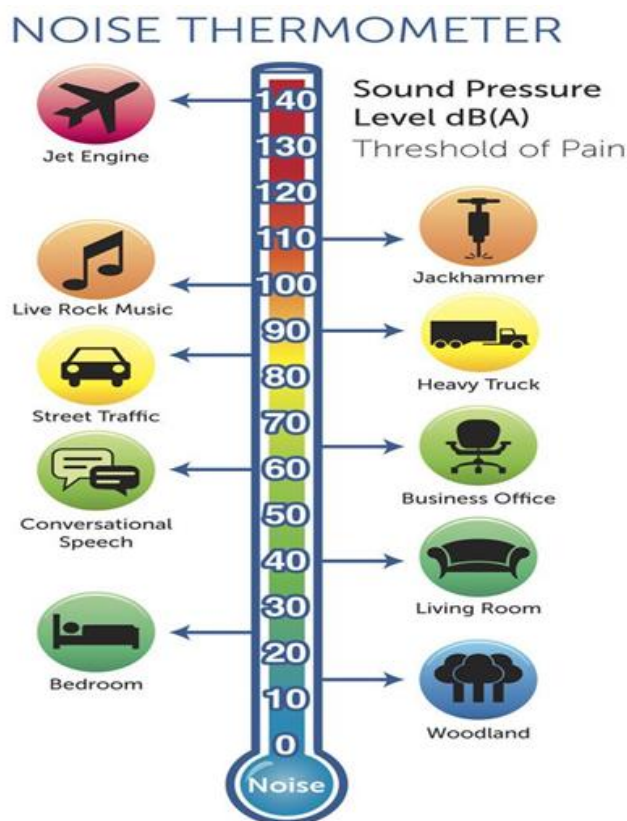 NOISE THERMOMETER
Sound Pressure
Level dB(A)
Threshold of Pain
140
130
120
110
100
90
80
70
60
50
40
30
20
10
0
Noise
Jet Engine
Live Rock Music
Street Traffic
Conversational
Speech
Bedroom
Jackhammer
Heavy Truck
Business Office
Living Room
Woodland